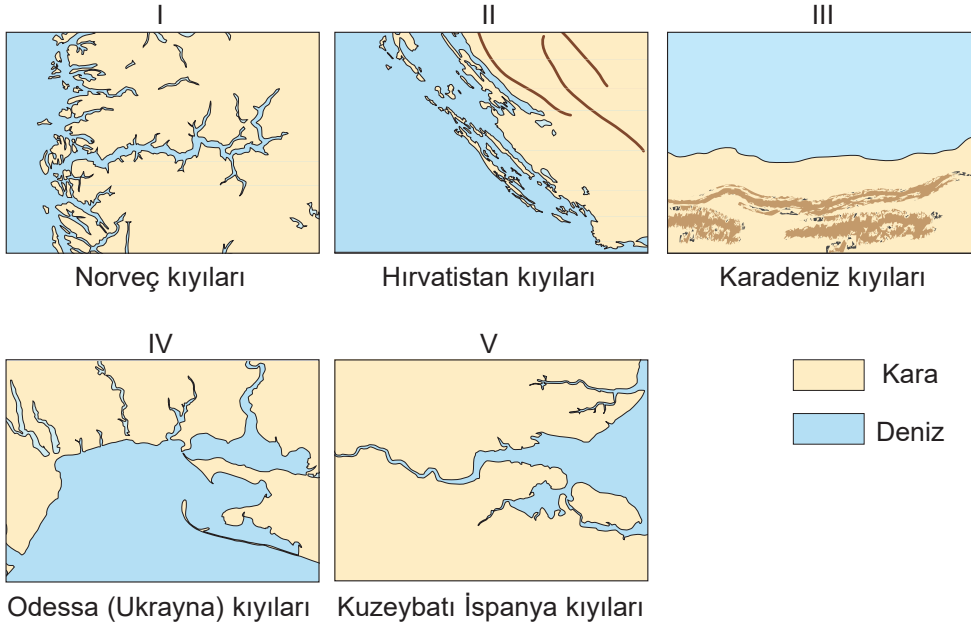 I
II
III
Norveç kıyıları
Hırvatistan kıyıları
Karadeniz kıyıları
IV
V
Kara
Deniz
Odessa (Ukrayna) kıyıları
Kuzeybatı İspanya kıyıları